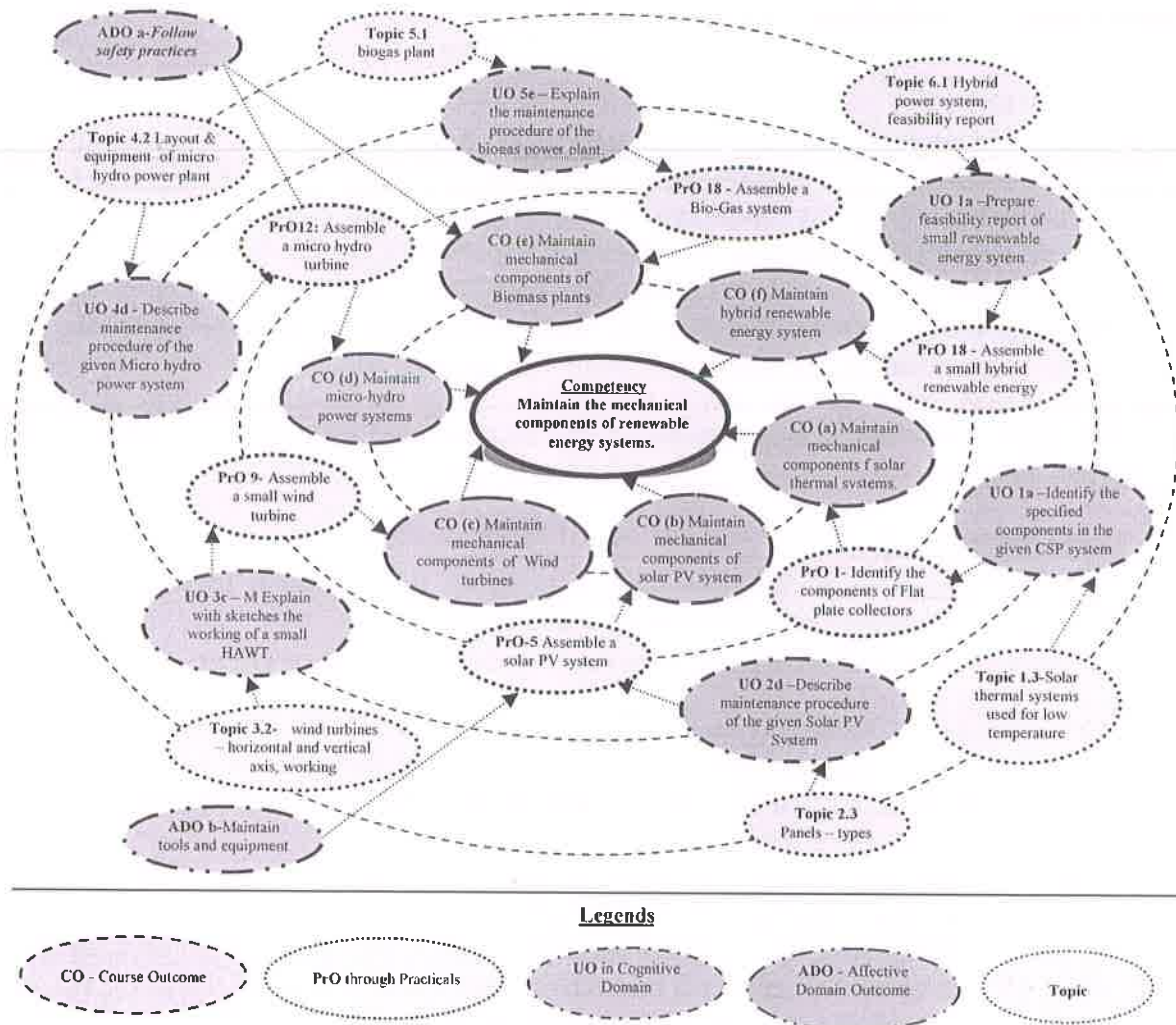 ADO a-Follow
safety practices
Topic 5.1
biogas plant
Topic 6.1 Hybrid
power system,
feasibility report
UO 5e – Explain
the maintenance
procedure of the
biogas power plant.
Topic 4.2 Layout &
equipment of micro
hydro power plant
PrO 18 - Assemble a
Bio-Gas system
UO 1a –Prepare
feasibility report of
small rewnewable
energy sytem
PrO12: Assemble
a micro hydro
turbine
CO (e) Maintain
mechanical
components of
Biomass plants
CO (f) Maintain
hybrid renewable
energy system
UO 4d - Describe
maintenance
procedure of the
given Micro hydro
power system
PrO 18 - Assemble
a small hybrid
renewable energy
CO (d) Maintain
micro-hydro
power systems
Competency
Maintain the mechanical
components of renewable
energy systems.
CO (a) Maintain
mechanical
components f solar
thermal systems.
PrO 9- Assemble
a small wind
turbine
CO (c) Maintain
mechanical
components of Wind
turbines
CO (b) Maintain
mechanical
components of
solar PV system
UO 1a –Identify the
specified
components in the
given CSP system
PrO 1- Identify the
components of Flat
plate collectors
UO 3c – M Explain
with sketches the
working of a small
HAWT.
PrO-5 Assemble a
solar PV system
UO 2d –Describe
maintenance procedure
of the given Solar PV
System
Topic 1.3-Solar
thermal systems
used for low
temperature
Topic 3.2- wind turbines
– horizontal and vertical
axis, working
Topic 2.3
Panels – types
ADO b-Maintain
tools and equipment
Legends
CO - Course Outcome
PrO through Practicals
UO in Cognitive
Domain
ADO - Affective
Domain Outcome
Topic